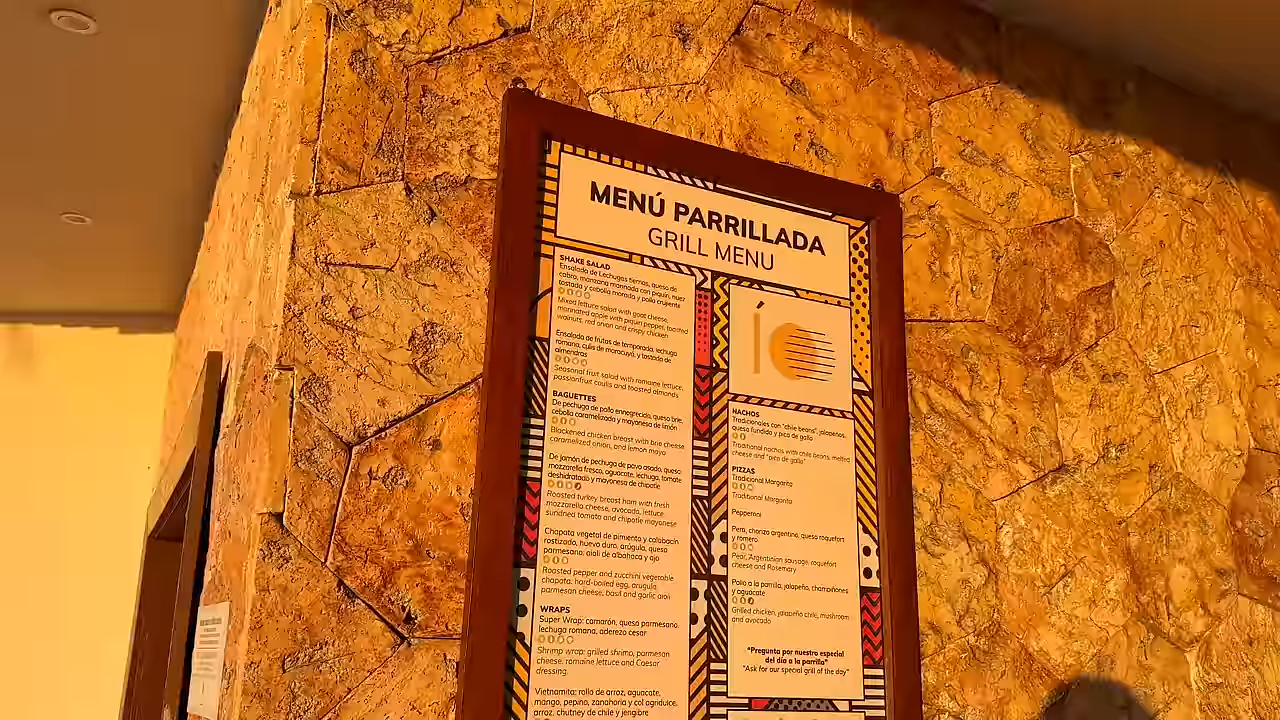 MENÚ PARRILLADA
GRILL MENU
SHAKE SALAD
Ensalada de Lechugas tiernas, queso de
cabra, manzana marinada con piquín, nuez
tostada y cebolla morada y pollo crujiente
Mixed lettuce salad with goat cheese,
marinated apple with piquin pepper, toasted
walnuts, red onion and crispy chicken
Ensalada de frutas de temporada, lechuga
romana, culis de maracuyá, y tostada de
almendras
Seasonal fruit salad with romaine lettuce,
passionfruit coulis and toasted almonds
BAGUETTES
De pechuga de pollo ennegrecida, queso brie,
cebolla caramelizada y mayonesa de limón
Blackened chicken breast with brie cheese
caramelized onion, and lemon mayo
De jamón de pechuga de pavo asado, queso
mozzarella fresco, aguacate, lechuga, tomate
deshidratado y mayonesa de chipotle
Roasted turkey breast ham with fresh
mozzarella cheese, avocado, lettuce
sundried tomato and chipotle mayonese
Chapata vegetal de pimiento y calabacín
rostizado, huevo duro, arúgula, queso
parmesano, aioli de albahaca y ajo
Roasted pepper and zucchini vegetable
chapata: hard-boiled egg, arugula,
parmesan cheese, basil and garlic aioli
WRAPS
Super Wrap: camarón, queso parmesano,
lechuga romana, aderezo cesar
Shrimp wrap: grilled shrimp, parmesan
cheese, romaine lettuce and Caesar
dressing.
Vietnamita: rollo de arroz, aguacate,
mango, pepino, zanahoria y col agridulce,
arroz, chutney de chile y jengibre
NACHOS
Tradicionales con "chile beans", jalapeños,
queso fundido y pico de gallo
Traditional nachos with chile beans, melted
cheese and "pico de gallo"
PIZZAS
Tradicional Margarita
Traditional Margarita
Pepperoni
Pera, chorizo argentino, queso roquefort
y romero
Pear, Argentinian sausage, roquefort
cheese and Rosemary
Pollo a la parrilla, jalapeño, champiñones
y aguacate
Grilled chicken, jalapeño chile, mushroom
and avocado
"Pregunta por nuestro especial
del día a la parrilla"
"Ask for our special grill of the day"